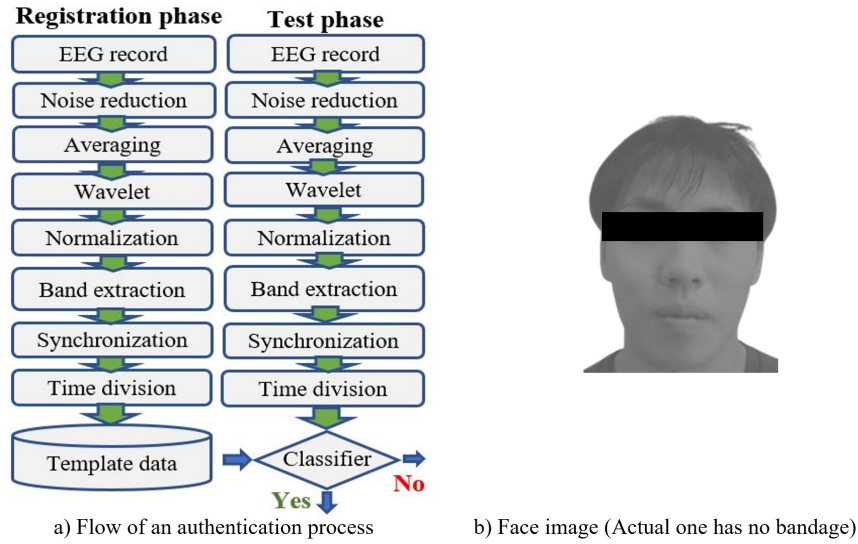 Registration phase
EEG record
Noise reduction
Averaging
Wavelet
Normalization
Band extraction
Synchronization
Time division
Template data
Test phase
EEG record
Noise reduction
Averaging
Wavelet
Normalization
Band extraction
Synchronization
Time division
Classifier
No
Yes
a) Flow of an authentication process
b) Face image (Actual one has no bandage)